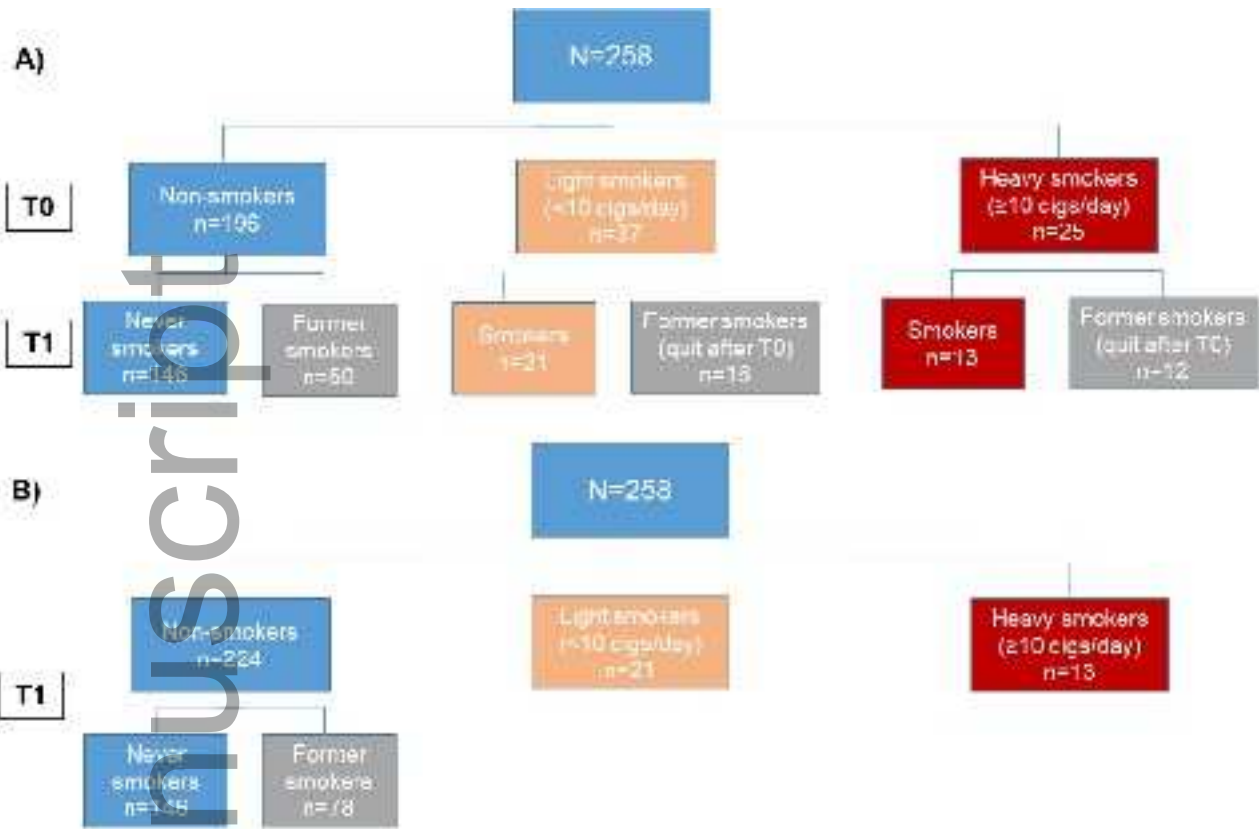 A)
N=258
T0
Non-smokers
n=196
Light smokers
(<10 cigs/day)
n=37
Heavy smokers
(≥10 cigs/day)
n=25
T1
Never
smokers
n=146
Former
smokers
n=50
Smokers
n=21
Former smokers
(quit after T0)
n=16
Smokers
n=13
Former smokers
(quit after T0)
n=12
B)
N=258
T1
Non-smokers
n=224
Light smokers
(<10 cigs/day)
n=21
Heavy smokers
(≥10 cigs/day)
n=13
Never
smokers
n=146
Former
smokers
n=78
nuscript